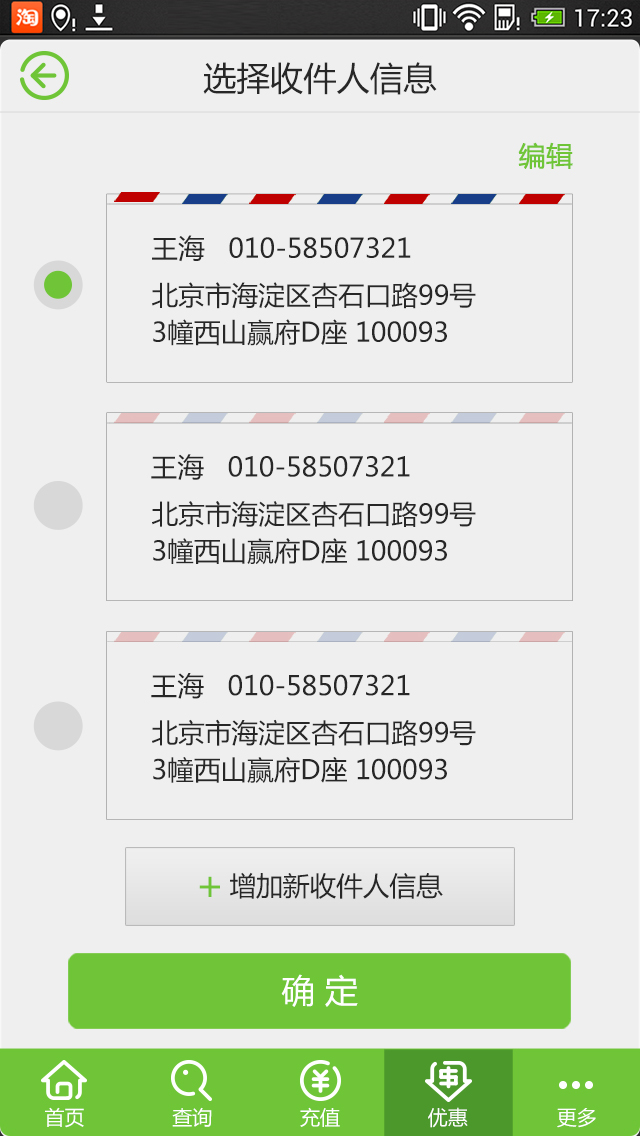 淘 17:23
选择收件人信息
编辑
王海 010-58507321
北京市海淀区杏石口路99号
3幢西山赢府D座 100093
王海 010-58507321
北京市海淀区杏石口路99号
3幢西山赢府D座 100093
王海 010-58507321
北京市海淀区杏石口路99号
3幢西山赢府D座 100093
+ 增加新收件人信息
确 定
首页 查询 充值 优惠 更多